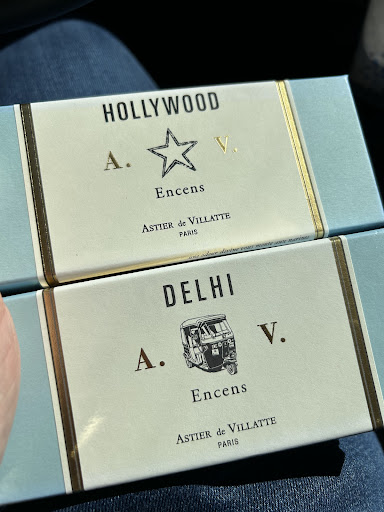 HOLLYWOOD
A. V.
Encens
ASTIER de VILLATTE
PARIS
DELHI
A. V.
Encens
ASTIER de VILLATTE
PARIS